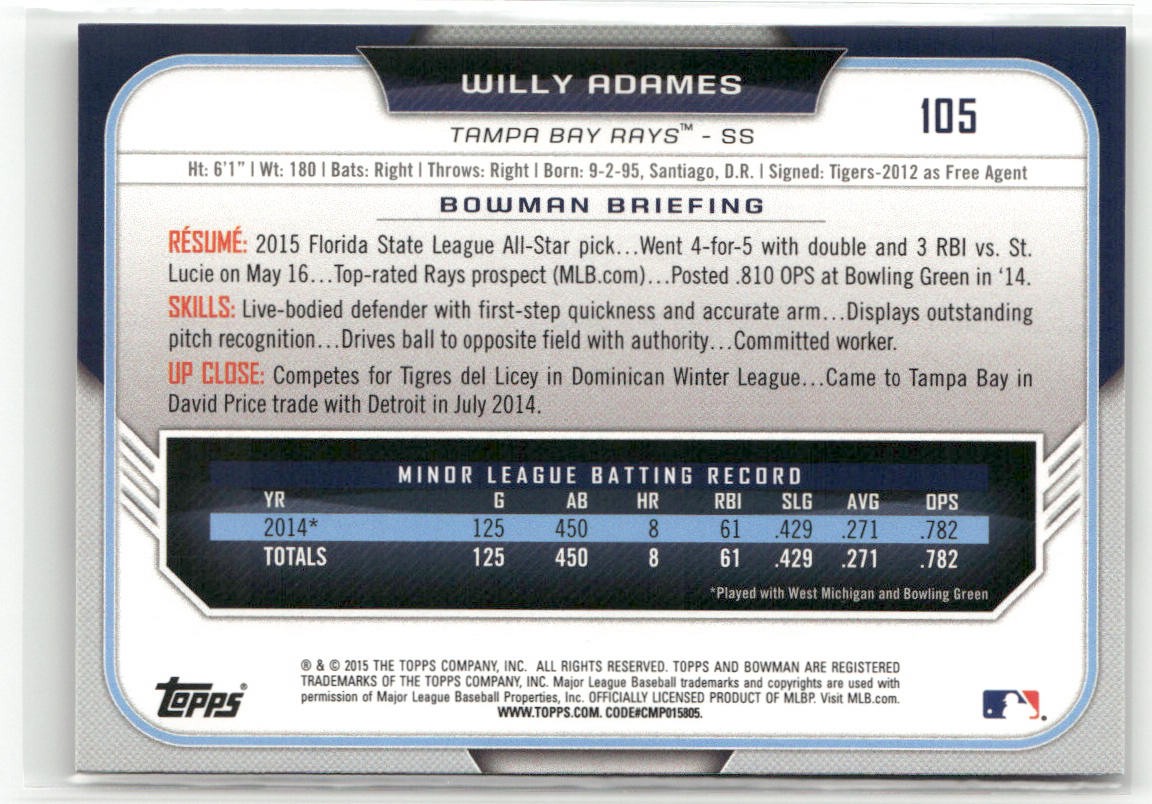 WILLY ADAMES
105
TAMPA BAY RAYS™ - SS
Ht: 6'1" | Wt: 180 | Bats: Right | Throws: Right | Born: 9-2-95, Santiago, D.R. | Signed: Tigers-2012 as Free Agent
BOWMAN BRIEFING
RÉSUMÉ: 2015 Florida State League All-Star pick...Went 4-for-5 with double and 3 RBI vs. St.
Lucie on May 16...Top-rated Rays prospect (MLB.com)...Posted .810 OPS at Bowling Green in '14.
SKILLS: Live-bodied defender with first-step quickness and accurate arm...Displays outstanding
pitch recognition...Drives ball to opposite field with authority...Committed worker.
UP CLOSE: Competes for Tigres del Licey in Dominican Winter League...Came to Tampa Bay in
David Price trade with Detroit in July 2014.
MINOR LEAGUE BATTING RECORD
YR G AB HR RBI SLG AVG OPS
2014* 125 450 8 61 .429 .271 .782
TOTALS 125 450 8 61 .429 .271 .782
*Played with West Michigan and Bowling Green
® & © 2015 THE TOPPS COMPANY, INC. ALL RIGHTS RESERVED. TOPPS AND BOWMAN ARE REGISTERED
TRADEMARKS OF THE TOPPS COMPANY, INC. Major League Baseball trademarks and copyrights are used with
permission of Major League Baseball Properties, Inc. OFFICIALLY LICENSED PRODUCT OF MLBP. Visit MLB.com.
WWW.TOPPS.COM. CODE#CMP015805.
TOPPS®